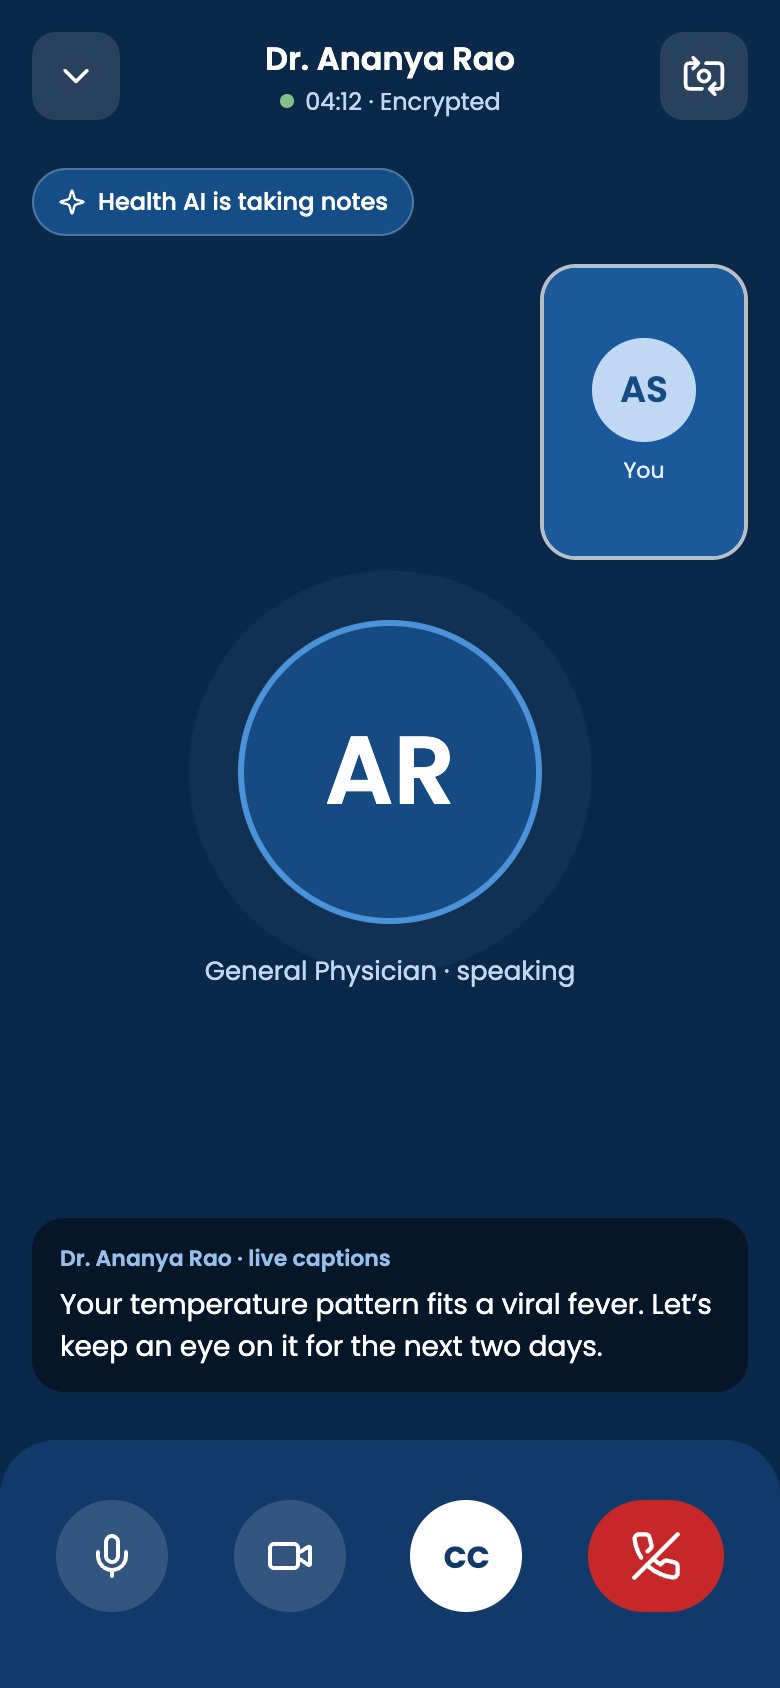 Dr. Ananya Rao
04:12 · Encrypted
Health AI is taking notes
AS
You
AR
General Physician · speaking
Dr. Ananya Rao · live captions
Your temperature pattern fits a viral fever. Let’s
keep an eye on it for the next two days.
CC